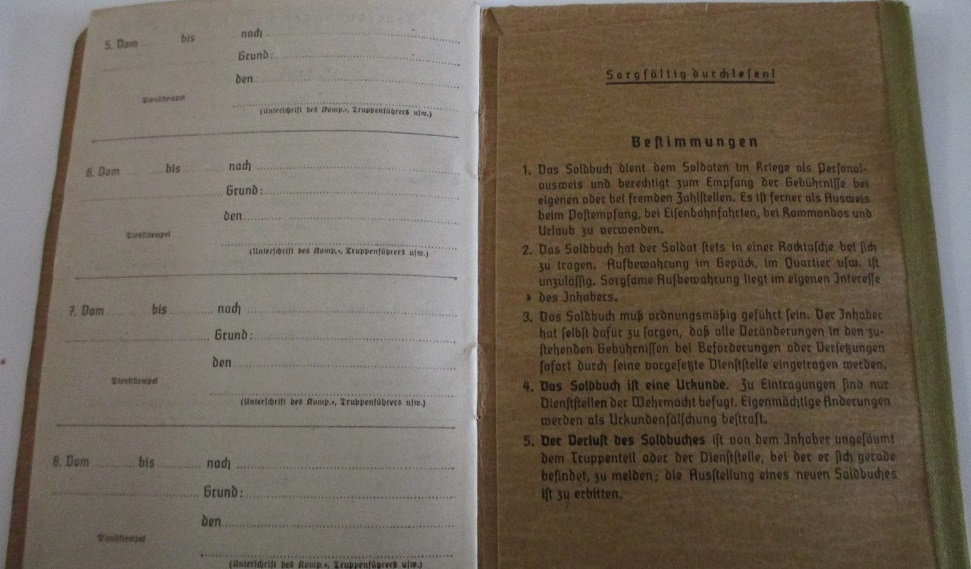 5. Vom ........ bis ........ nach ........
Grund: ........
den ........
Dienststempel
(Unterschrift des Komp.-, Truppenführers usw.)
6. Vom ........ bis ........ nach ........
Grund: ........
den ........
Dienststempel
(Unterschrift des Komp.-, Truppenführers usw.)
7. Vom ........ bis ........ nach ........
Grund: ........
den ........
Dienststempel
(Unterschrift des Komp.-, Truppenführers usw.)
8. Vom ........ bis ........ nach ........
Grund: ........
den ........
Dienststempel
(Unterschrift des Komp.-, Truppenführers usw.)
Sorgfältig durchlesen!
Bestimmungen
1. Das Soldbuch dient dem Soldaten im Kriege als Personal-
ausweis und berechtigt zum Empfang der Gebührnisse bei
eigenen oder bei fremden Zahlstellen. Es ist ferner als Ausweis
beim Postempfang, bei Eisenbahnfahrten, bei Kommandos und
Urlaub zu verwenden.
2. Das Soldbuch hat der Soldat stets in einer Rocktasche bei sich
zu tragen. Aufbewahrung im Gepäck, im Quartier usw. ist
unzulässig. Sorgsame Aufbewahrung liegt im eigenen Interesse
des Inhabers.
3. Das Soldbuch muß ordnungsmäßig geführt sein. Der Inhaber
hat selbst dafür zu sorgen, daß alle Veränderungen in den zu-
stehenden Gebührnissen bei Beförderungen oder Versetzungen
sofort durch seine vorgesetzte Dienststelle eingetragen werden.
4. Das Soldbuch ist eine Urkunde. Zu Eintragungen sind nur
Dienststellen der Wehrmacht befugt. Eigenmächtige Änderungen
werden als Urkundenfälschung bestraft.
5. Der Verlust des Soldbuches ist von dem Inhaber ungesäumt
dem Truppenteil oder der Dienststelle, bei der er sich gerade
befindet, zu melden; die Ausstellung eines neuen Soldbuches
ist zu erbitten.